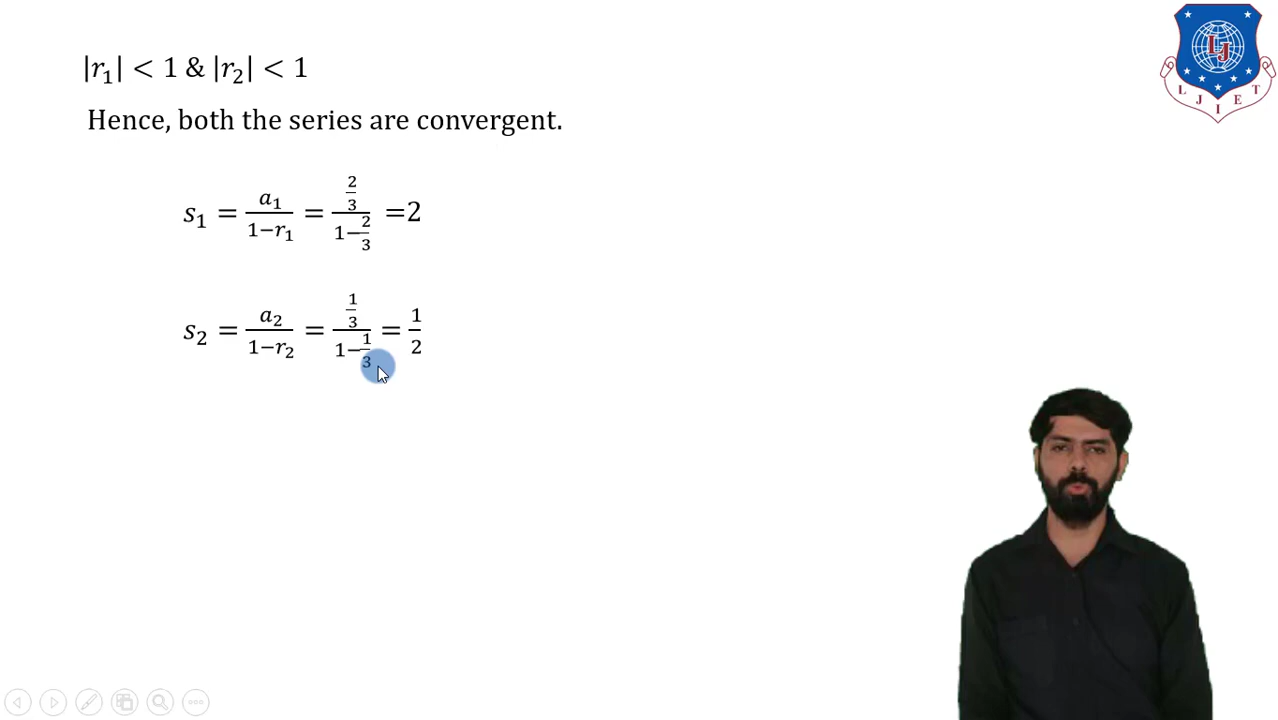 |r₁| < 1 & |r₂| < 1
Hence, both the series are convergent.
s₁ = a₁/(1−r₁) = (2/3)/(1−2/3) =2
s₂ = a₂/(1−r₂) = (1/3)/(1−1/3) = 1/2
LJ
L J I E T